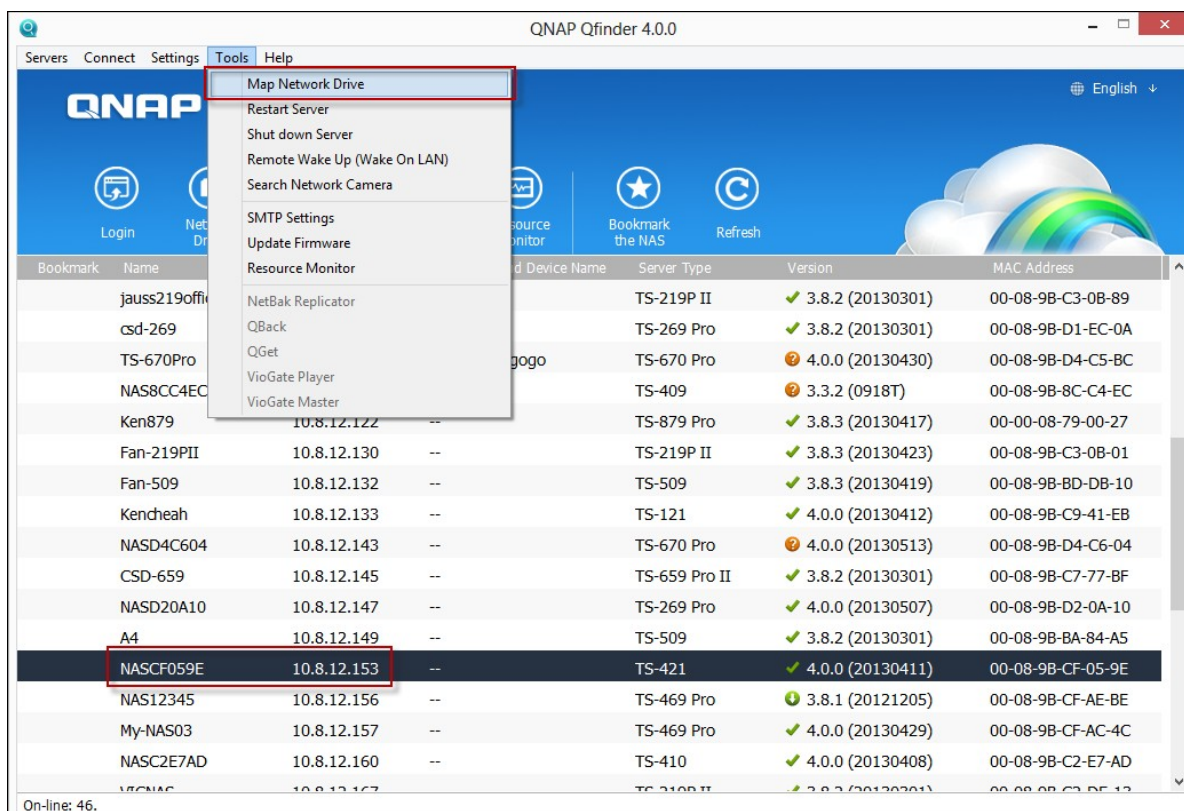 QNAP Qfinder 4.0.0
Servers Connect Settings Tools Help
Map Network Drive
Restart Server
Shut down Server
Remote Wake Up (Wake On LAN)
Search Network Camera
SMTP Settings
Update Firmware
Resource Monitor
NetBak Replicator
QBack
QGet
VioGate Player
VioGate Master
QNAP
English
Login
Bookmark the NAS
Refresh
Bookmark Name Device Name Server Type Version MAC Address
TS-219P II 3.8.2 (20130301) 00-08-9B-C3-0B-89
csd-269 TS-269 Pro 3.8.2 (20130301) 00-08-9B-D1-EC-0A
TS-670Pro gogo TS-670 Pro 4.0.0 (20130430) 00-08-9B-D4-C5-BC
NAS8CC4EC TS-409 3.3.2 (0918T) 00-08-9B-8C-C4-EC
Ken879 10.8.12.122 -- TS-879 Pro 3.8.3 (20130417) 00-00-08-79-00-27
Fan-219PII 10.8.12.130 -- TS-219P II 3.8.3 (20130423) 00-08-9B-C3-0B-01
Fan-509 10.8.12.132 -- TS-509 3.8.3 (20130419) 00-08-9B-BD-DB-10
Kencheah 10.8.12.133 -- TS-121 4.0.0 (20130412) 00-08-9B-C9-41-EB
NASD4C604 10.8.12.143 -- TS-670 Pro 4.0.0 (20130513) 00-08-9B-D4-C6-04
CSD-659 10.8.12.145 -- TS-659 Pro II 3.8.2 (20130301) 00-08-9B-C7-77-BF
NASD20A10 10.8.12.147 -- TS-269 Pro 4.0.0 (20130507) 00-08-9B-D2-0A-10
A4 10.8.12.149 -- TS-509 3.8.2 (20130301) 00-08-9B-BA-84-A5
NASCF059E 10.8.12.153 -- TS-421 4.0.0 (20130411) 00-08-9B-CF-05-9E
NAS12345 10.8.12.156 -- TS-469 Pro 3.8.1 (20121205) 00-08-9B-CF-AE-BE
My-NAS03 10.8.12.157 -- TS-469 Pro 4.0.0 (20130429) 00-08-9B-CF-AC-4C
NASC2E7AD 10.8.12.160 -- TS-410 4.0.0 (20130408) 00-08-9B-C2-E7-AD
On-line: 46.